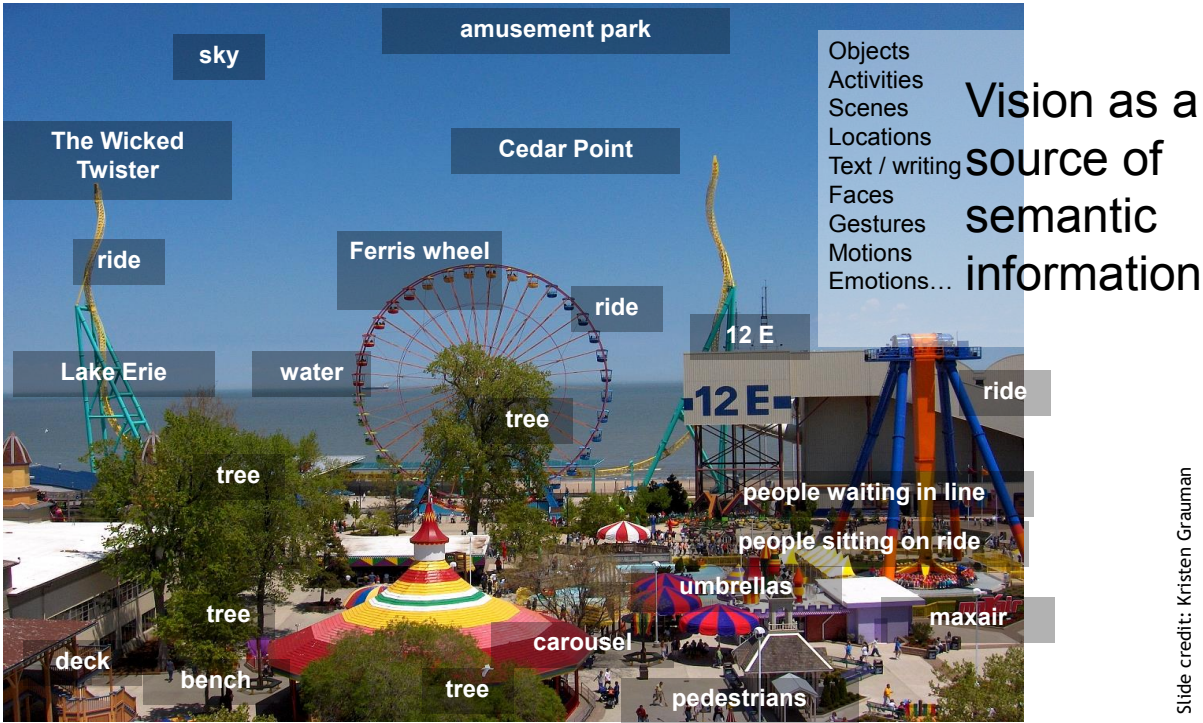 amusement park
sky
Objects
Activities
Scenes
Locations
Text / writing
Faces
Gestures
Motions
Emotions…
Vision as a
source of
semantic
information
The Wicked
Twister
Cedar Point
ride
Ferris wheel
ride
12 E
Lake Erie
water
12 E
ride
tree
tree
people waiting in line
people sitting on ride
umbrellas
tree
maxair
carousel
deck
bench
tree
pedestrians
Slide credit: Kristen Grauman